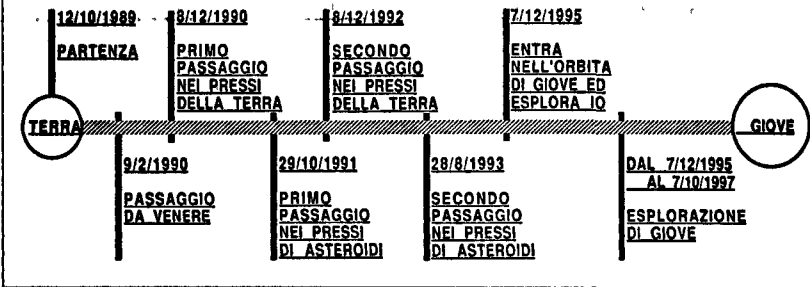 12/10/1989
PARTENZA
8/12/1990
PRIMO
PASSAGGIO
NEI PRESSI
DELLA TERRA
8/12/1992
SECONDO
PASSAGGIO
NEI PRESSI
DELLA TERRA
7/12/1995
ENTRA
NELL'ORBITA
DI GIOVE ED
ESPLORA IO
TERRA
GIOVE
9/2/1990
PASSAGGIO
DA VENERE
29/10/1991
PRIMO
PASSAGGIO
NEI PRESSI
DI ASTEROIDI
28/8/1993
SECONDO
PASSAGGIO
NEI PRESSI
DI ASTEROIDI
DAL 7/12/1995
AL 7/10/1997
ESPLORAZIONE
DI GIOVE